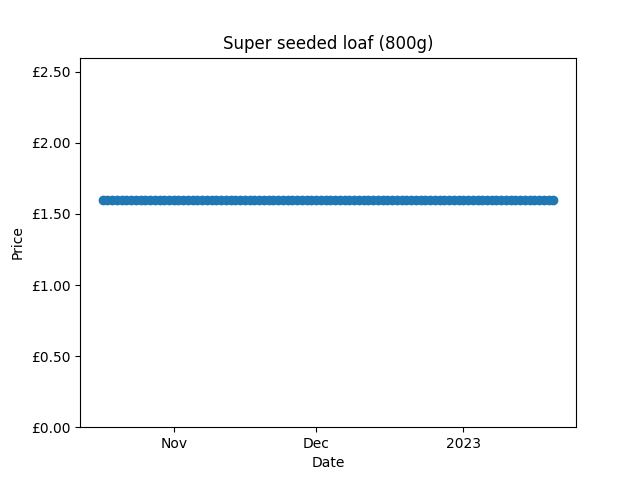 Super seeded loaf (800g)
£2.50
£2.00
£1.50
£1.00
£0.50
£0.00
Price
Nov Dec 2023
Date